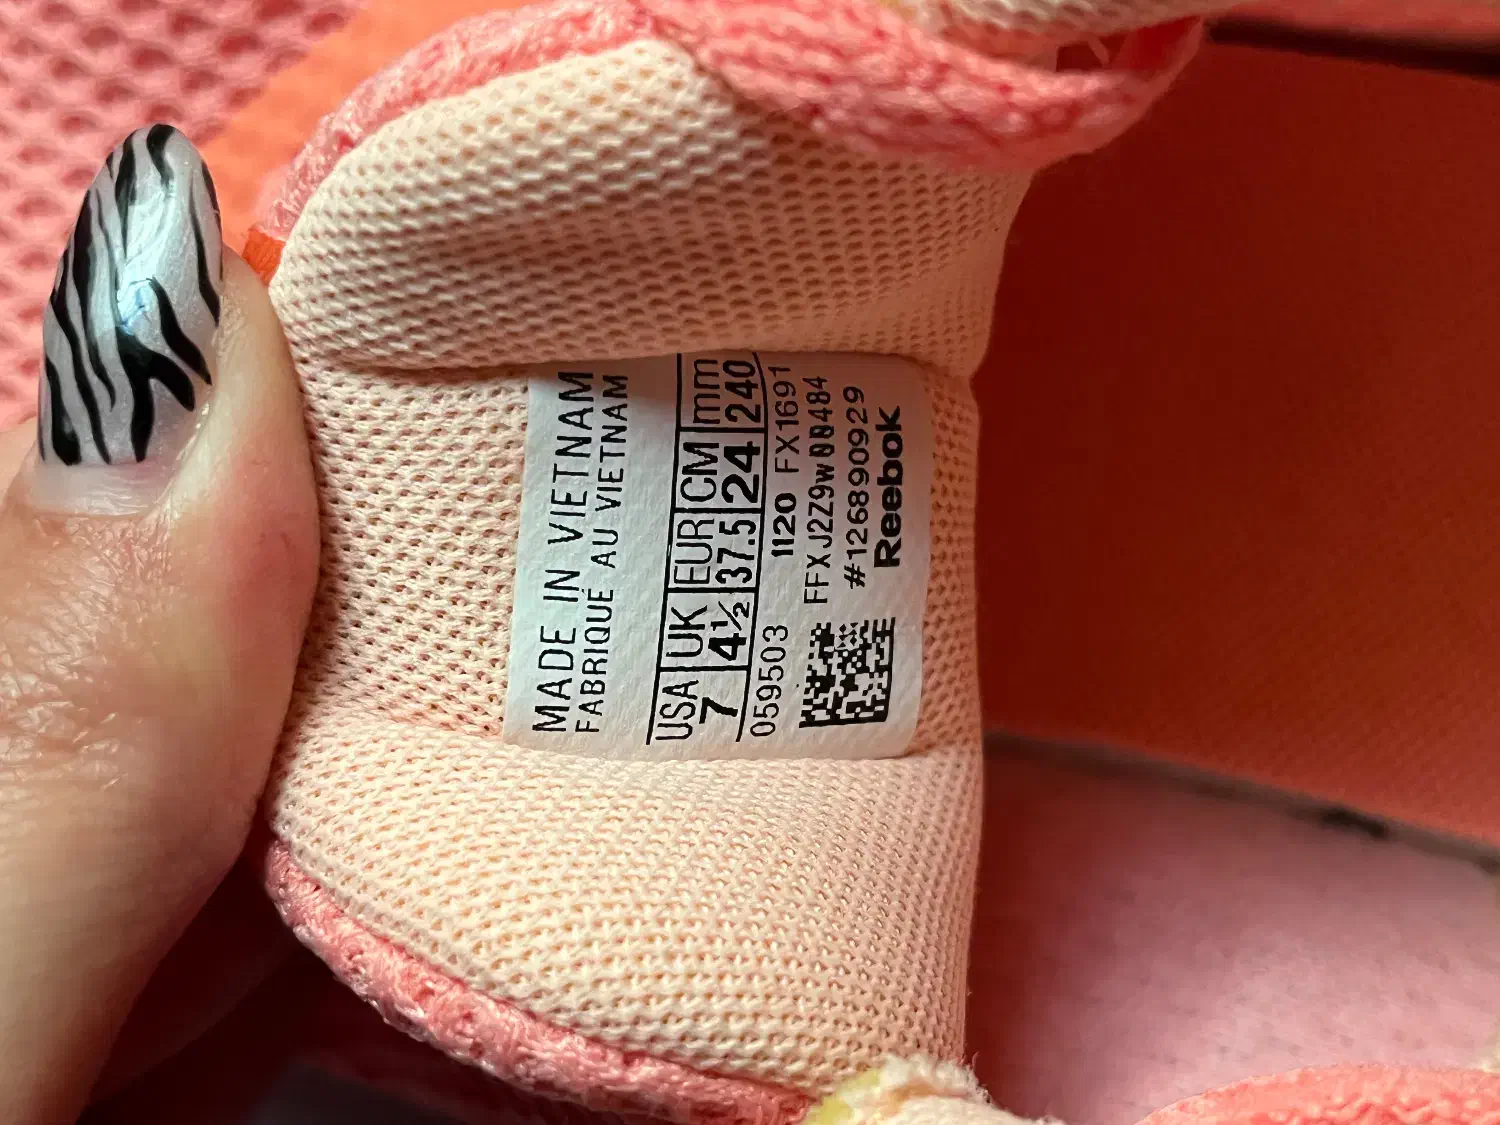 MADE IN VIETNAM
FABRIQUÉ AU VIETNAM
USA UK EUR CM mm
7 4½ 37.5 24 240
059503 1120 FX1691
FFXJ2Z9w00484
#126890929
Reebok